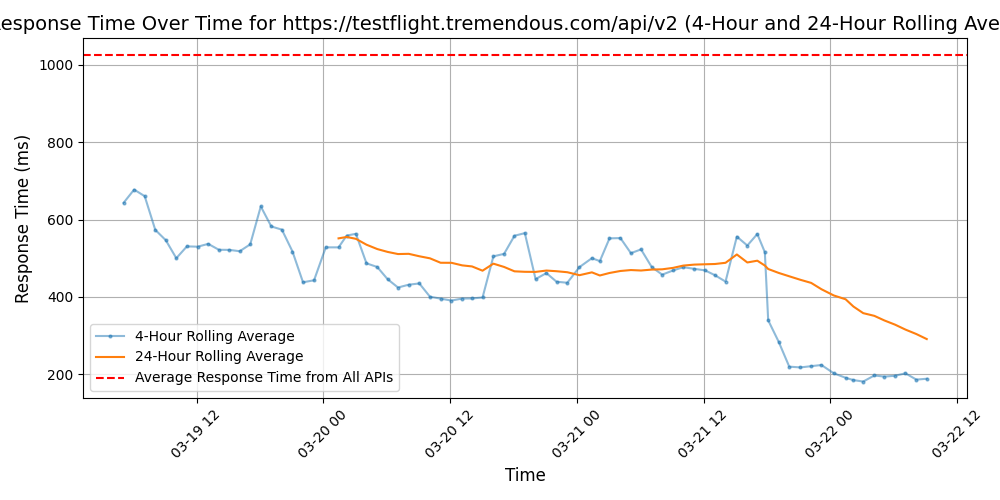 esponse Time Over Time for https://testflight.tremendous.com/api/v2 (4-Hour and 24-Hour Rolling Ave
Response Time (ms)
1000
800
600
400
200
4-Hour Rolling Average
24-Hour Rolling Average
Average Response Time from All APIs
03-19 12
03-20 00
03-20 12
03-21 00
03-21 12
03-22 00
03-22 12
Time